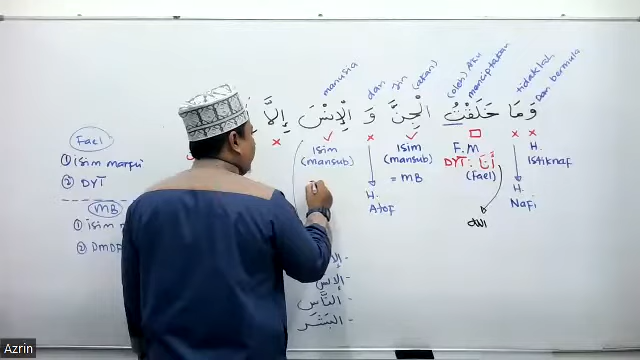 manusia
dan
Jin (akan)
(oleh) Aku menciptakan
tidaklah
Dan bermula
وَ مَا خَلَقْتُ الْجِنَّ وَ الْإِنْسَ إِلَّا
Isim (mansub)
Isim (mansub)
= MB
F.M
DYT : أَنَا
(fael)
الله
H. Istiknaf
H. Nafi
H. Atof
Fael
① isim marfu'
② DYT
MB
① isim
② DMDF
الإنس -
الناس -
البشر -
Azrin